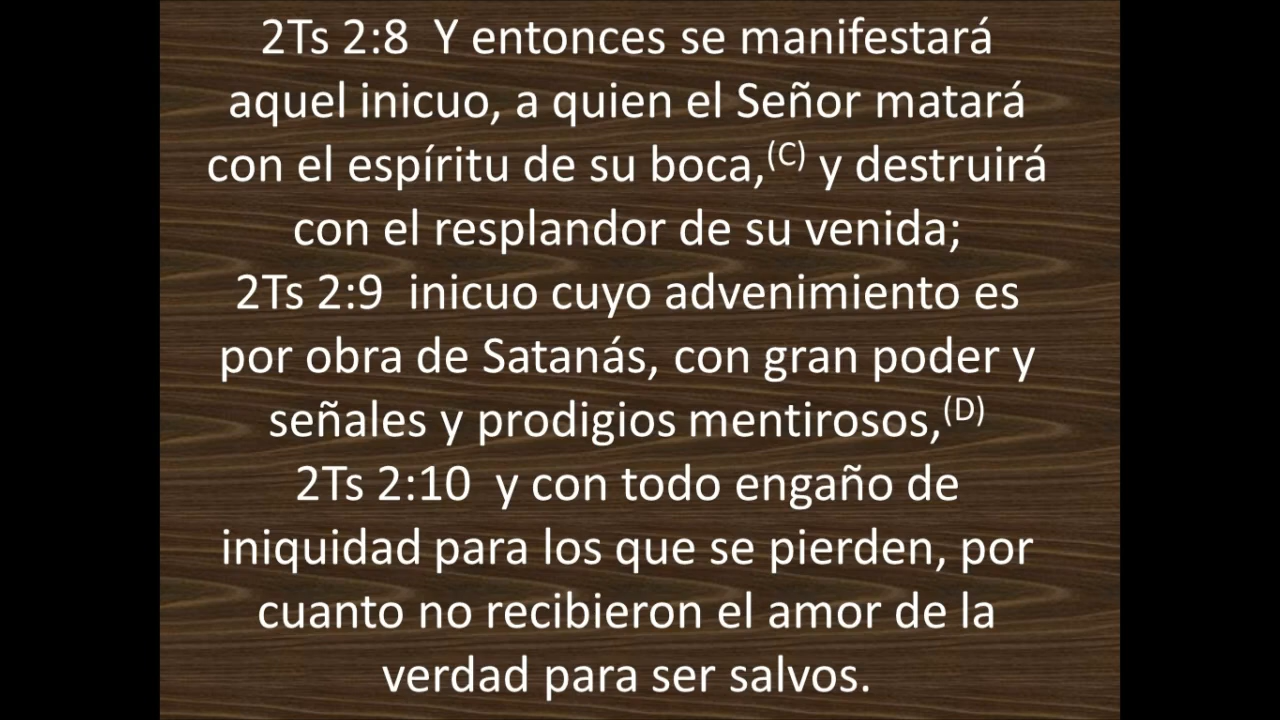 2Ts 2:8  Y entonces se manifestará
aquel inicuo, a quien el Señor matará
con el espíritu de su boca,(C) y destruirá
con el resplandor de su venida;
2Ts 2:9  inicuo cuyo advenimiento es
por obra de Satanás, con gran poder y
señales y prodigios mentirosos,(D)
2Ts 2:10  y con todo engaño de
iniquidad para los que se pierden, por
cuanto no recibieron el amor de la
verdad para ser salvos.